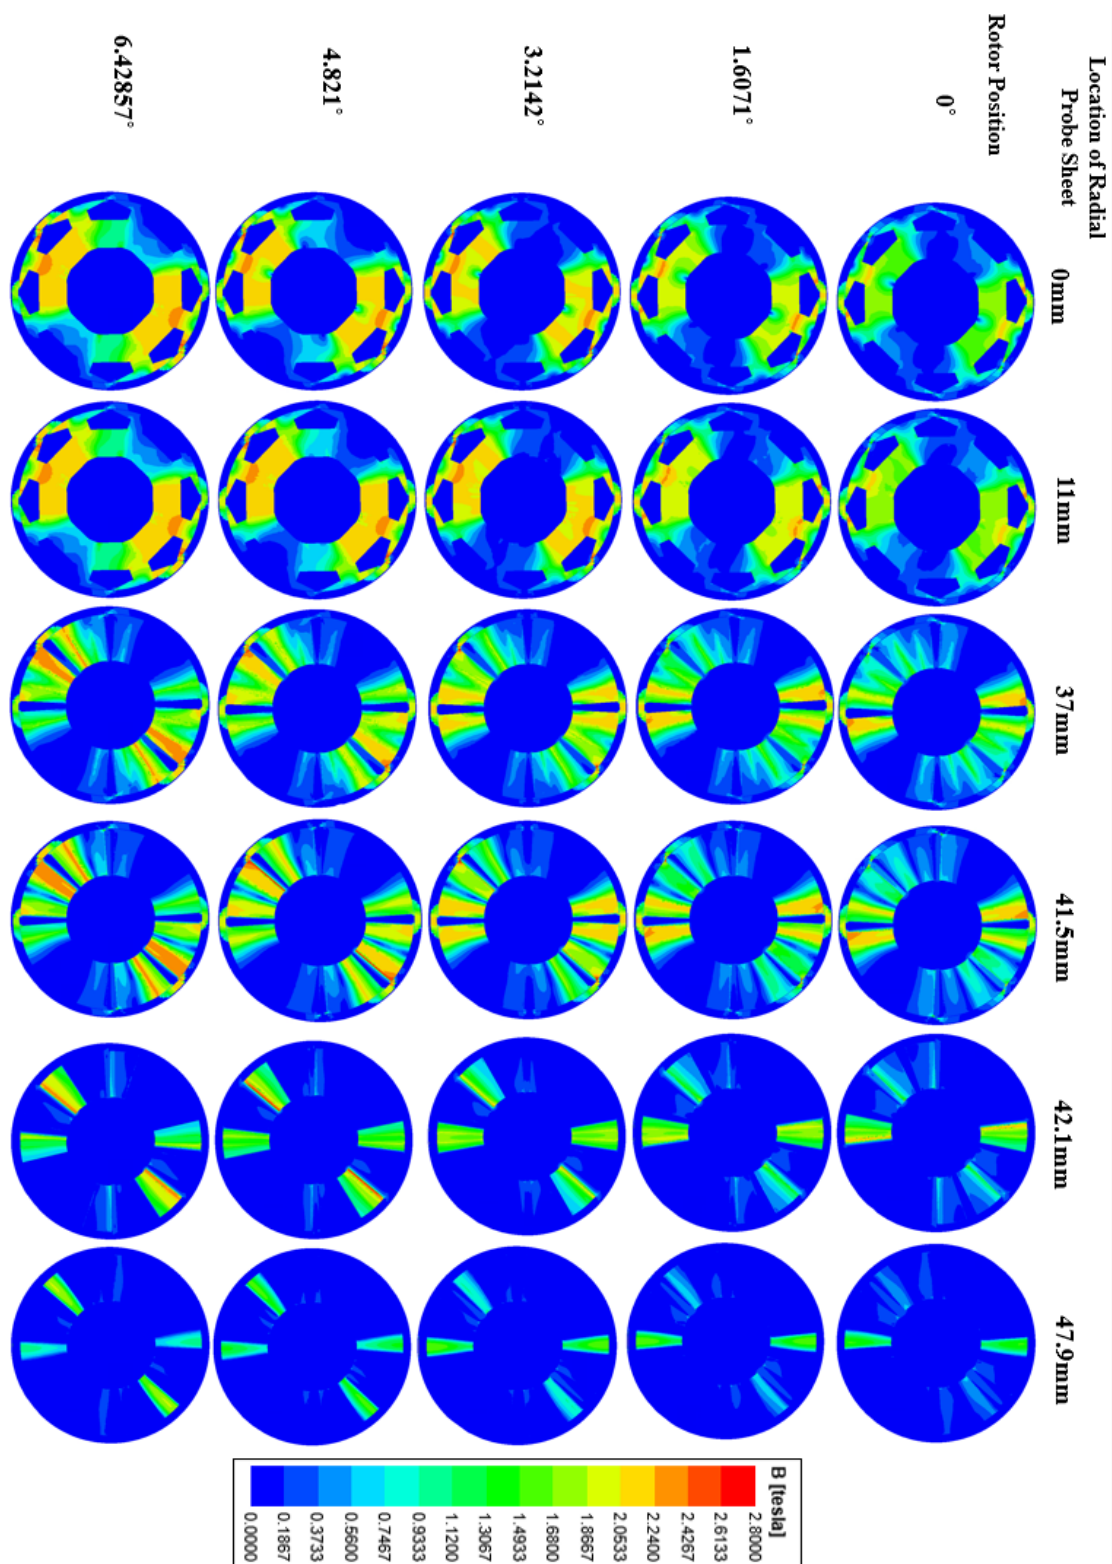 Location of Radial
Probe Sheet
0mm
11mm
37mm
41.5mm
42.1mm
47.9mm
Rotor Position
0°
1.6071°
3.2142°
4.821°
6.42857°
B [tesla]
2.8000
2.6133
2.4267
2.2400
2.0533
1.8667
1.6800
1.4933
1.3067
1.1200
0.9333
0.7467
0.5600
0.3733
0.1867
0.0000